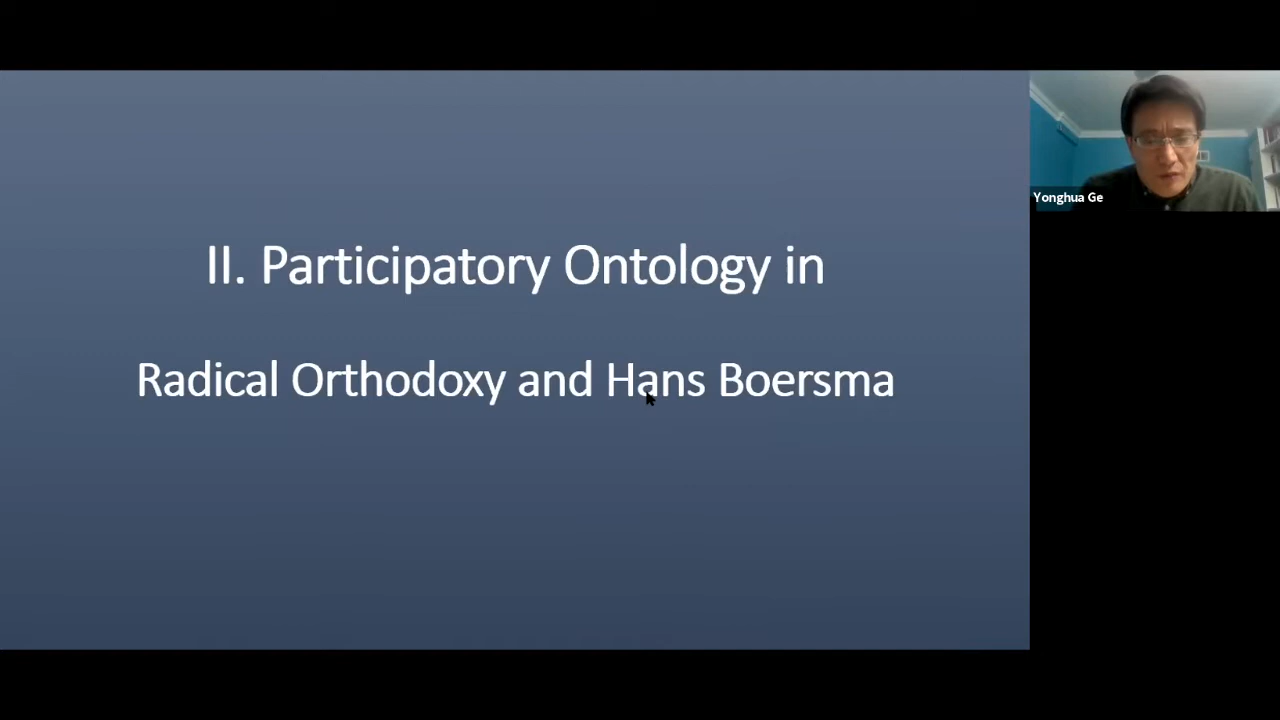 II. Participatory Ontology in
Radical Orthodoxy and Hans Boersma
Yonghua Ge